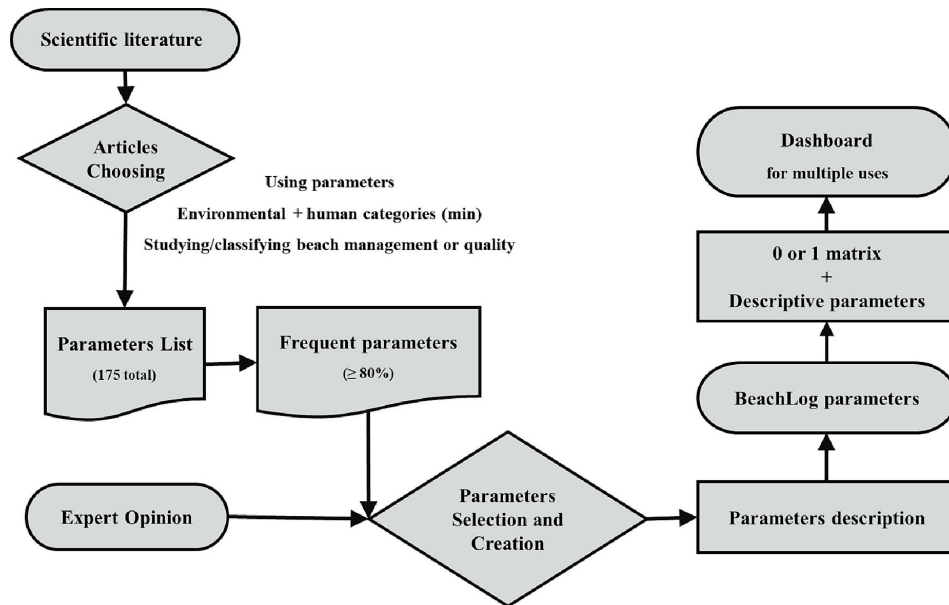 Scientific literature
Articles
Choosing
Using parameters
Environmental + human categories (min)
Studying/classifying beach management or quality
Parameters List
(175 total)
Frequent parameters
(≥ 80%)
Expert Opinion
Parameters
Selection and
Creation
Parameters description
BeachLog parameters
0 or 1 matrix
+
Descriptive parameters
Dashboard
for multiple uses